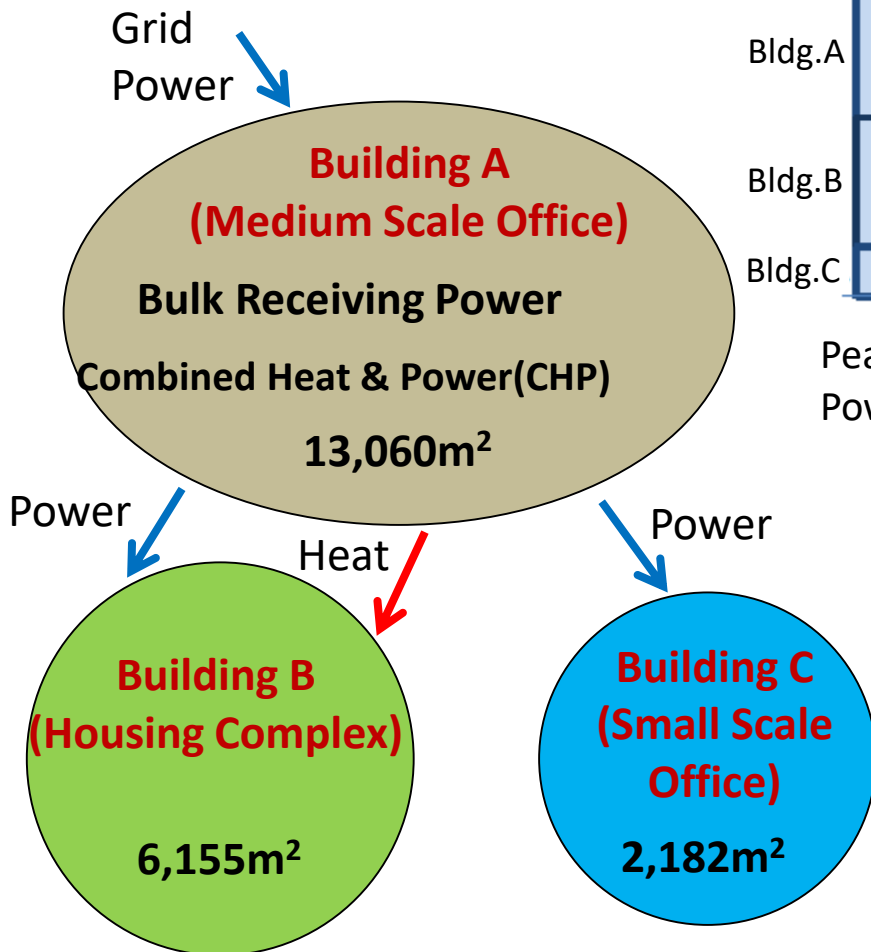 Grid
Power
Building A
(Medium Scale Office)
Bulk Receiving Power
Combined Heat & Power(CHP)
13,060m²
Bldg.A
Bldg.B
Bldg.C
Power
Heat
Power
Building B
(Housing Complex)
6,155m²
Building C
(Small Scale
Office)
2,182m²